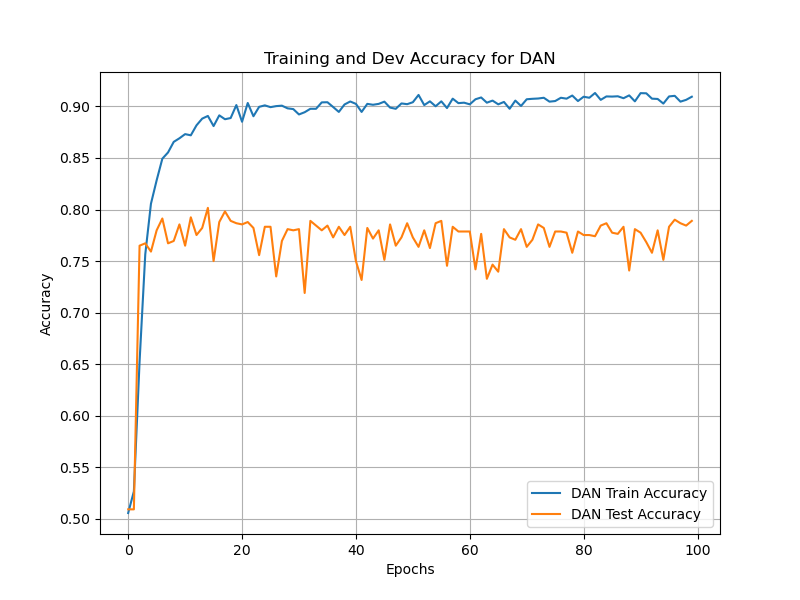 Training and Dev Accuracy for DAN
Accuracy
0.90
0.85
0.80
0.75
0.70
0.65
0.60
0.55
0.50
DAN Train Accuracy
DAN Test Accuracy
0 20 40 60 80 100
Epochs